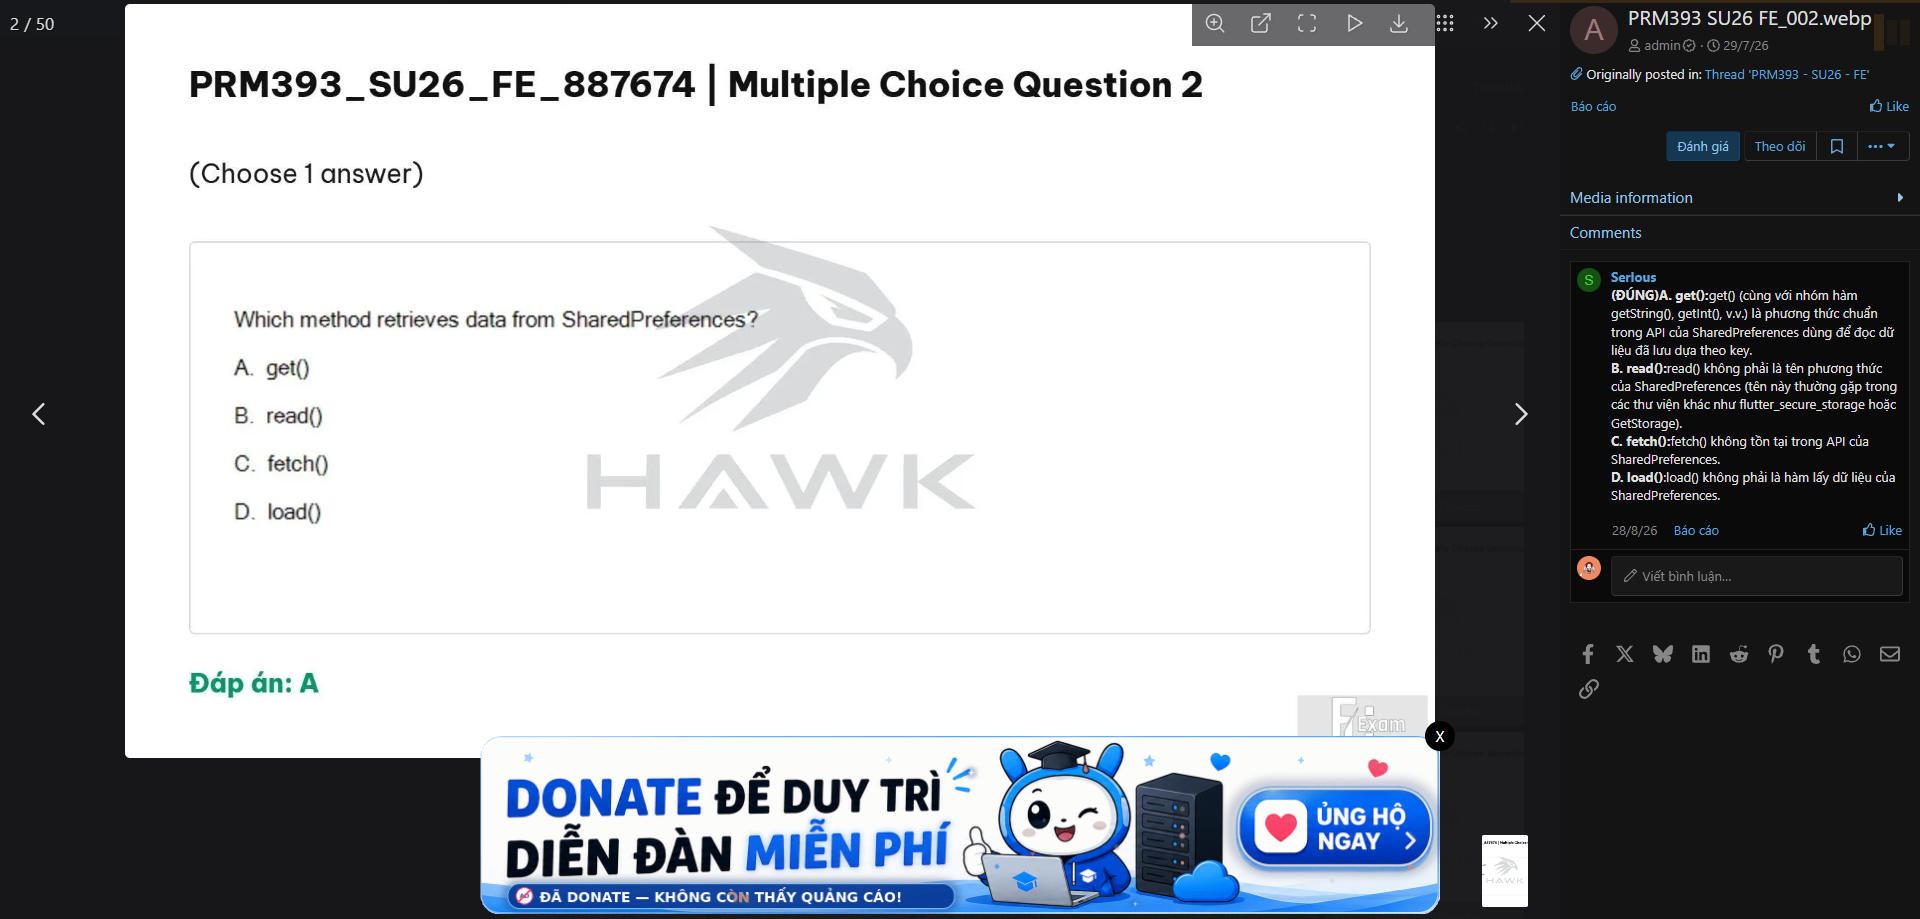 2 / 50
PRM393_SU26_FE_887674 | Multiple Choice Question 2
(Choose 1 answer)
Which method retrieves data from SharedPreferences?
A. get()
B. read()
C. fetch()
D. load()
HAWK
Đáp án: A
Exam
X
DONATE ĐỂ DUY TRÌ
DIỄN ĐÀN MIỄN PHÍ
ĐÃ DONATE — KHÔNG CÒN THẤY QUẢNG CÁO!
ỦNG HỘ
NGAY
HAWK
A
PRM393 SU26 FE_002.webp
admin · 29/7/26
Originally posted in: Thread 'PRM393 - SU26 - FE'
Báo cáo
Like
Đánh giá
Theo dõi
Media information
Comments
S
Serlous
(ĐÚNG)A. get():get() (cùng với nhóm hàm
getString(), getInt(), v.v.) là phương thức chuẩn
trong API của SharedPreferences dùng để đọc dữ
liệu đã lưu dựa theo key.
B. read():read() không phải là tên phương thức
của SharedPreferences (tên này thường gặp trong
các thư viện khác như flutter_secure_storage hoặc
GetStorage).
C. fetch():fetch() không tồn tại trong API của
SharedPreferences.
D. load():load() không phải là hàm lấy dữ liệu của
SharedPreferences.
28/8/26
Báo cáo
Like
Viết bình luận...